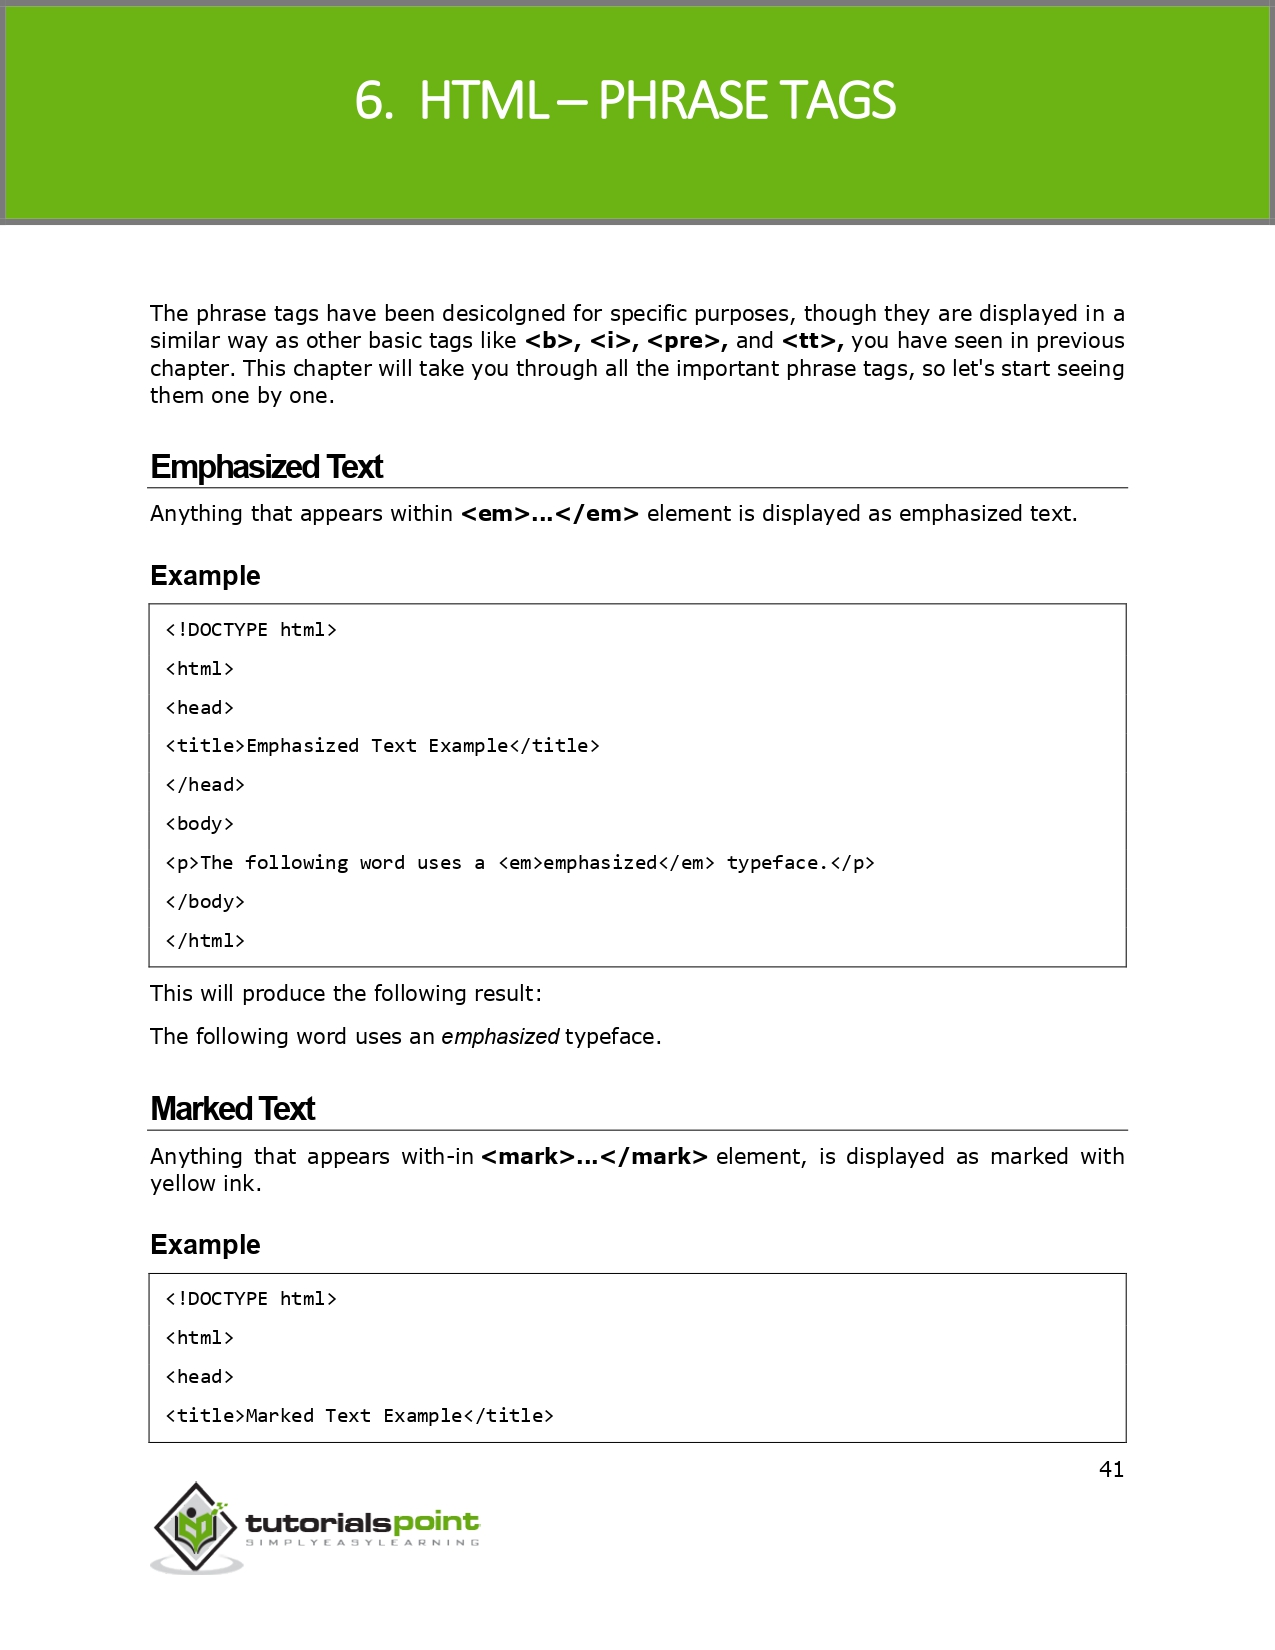 6. HTML – PHRASE TAGS
The phrase tags have been desicolgned for specific purposes, though they are displayed in a
similar way as other basic tags like <b>, <i>, <pre>, and <tt>, you have seen in previous
chapter. This chapter will take you through all the important phrase tags, so let's start seeing
them one by one.
Emphasized Text
Anything that appears within <em>...</em> element is displayed as emphasized text.
Example
<!DOCTYPE html>
<html>
<head>
<title>Emphasized Text Example</title>
</head>
<body>
<p>The following word uses a <em>emphasized</em> typeface.</p>
</body>
</html>
This will produce the following result:
The following word uses an emphasized typeface.
Marked Text
Anything that appears with-in <mark>...</mark> element, is displayed as marked with
yellow ink.
Example
<!DOCTYPE html>
<html>
<head>
<title>Marked Text Example</title>
41
tutorialspoint
SIMPLYEASYLEARNING